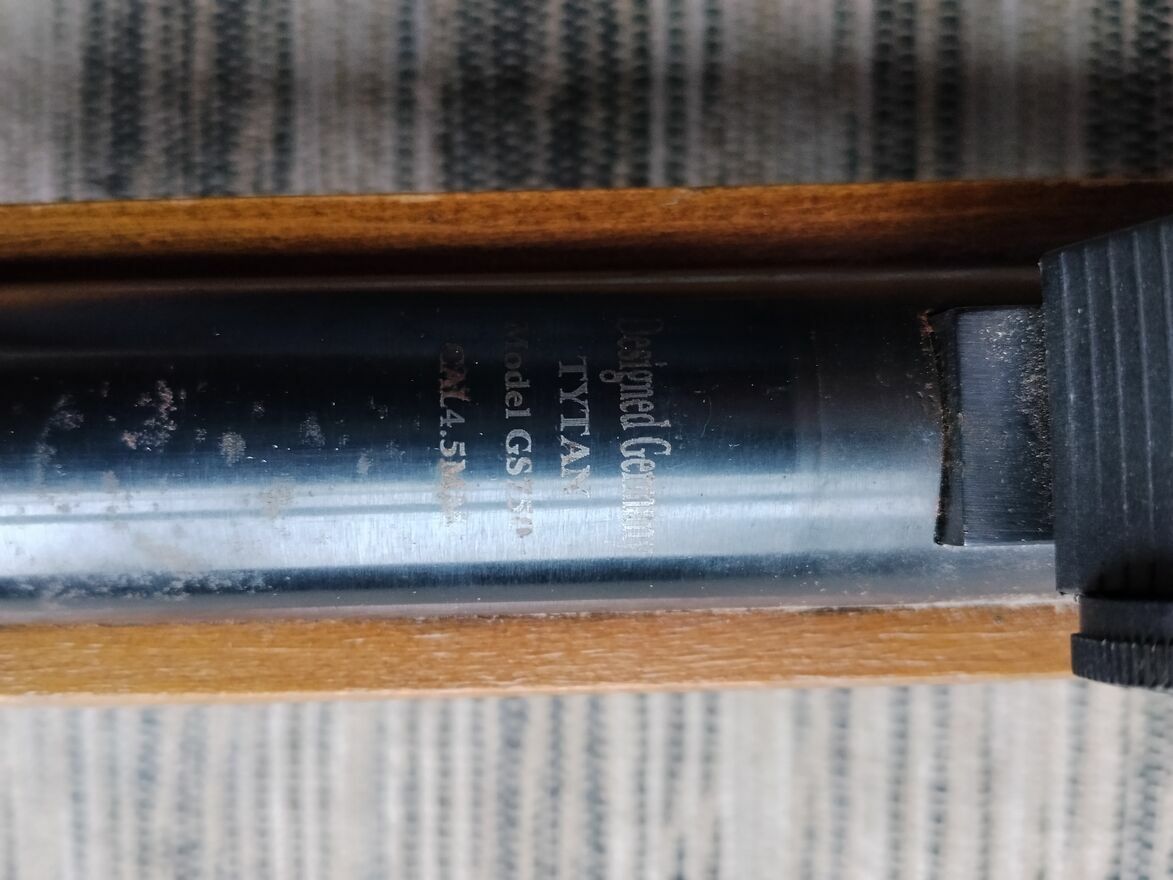 Designed Germany
TYTAN
Model GS750
CAL4.5MM